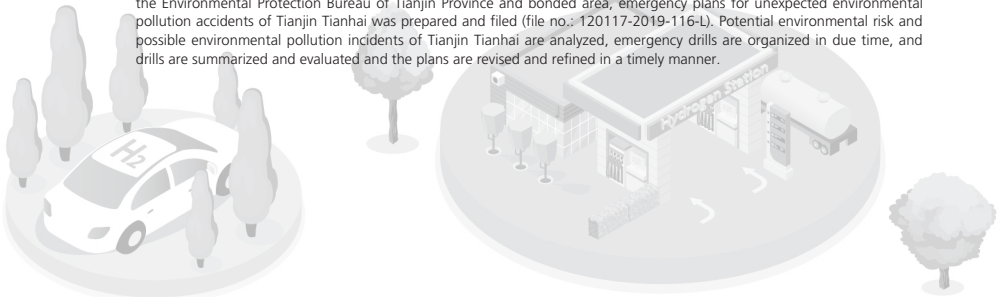 the Environmental Protection Bureau of Tianjin Province and bonded area, emergency plans for unexpected environmental
pollution accidents of Tianjin Tianhai was prepared and filed (file no.: 120117-2019-116-L). Potential environmental risk and
possible environmental pollution incidents of Tianjin Tianhai are analyzed, emergency drills are organized in due time, and
drills are summarized and evaluated and the plans are revised and refined in a timely manner.
Hydrogen Station
H2